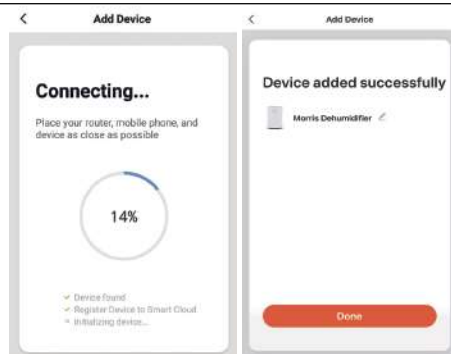 Add Device
Connecting...
Place your router, mobile phone, and
device as close as possible
14%
Device found
Register Device to Smart Cloud
Initializing device...
Add Device
Device added successfully
Morris Dehumidifier
Done